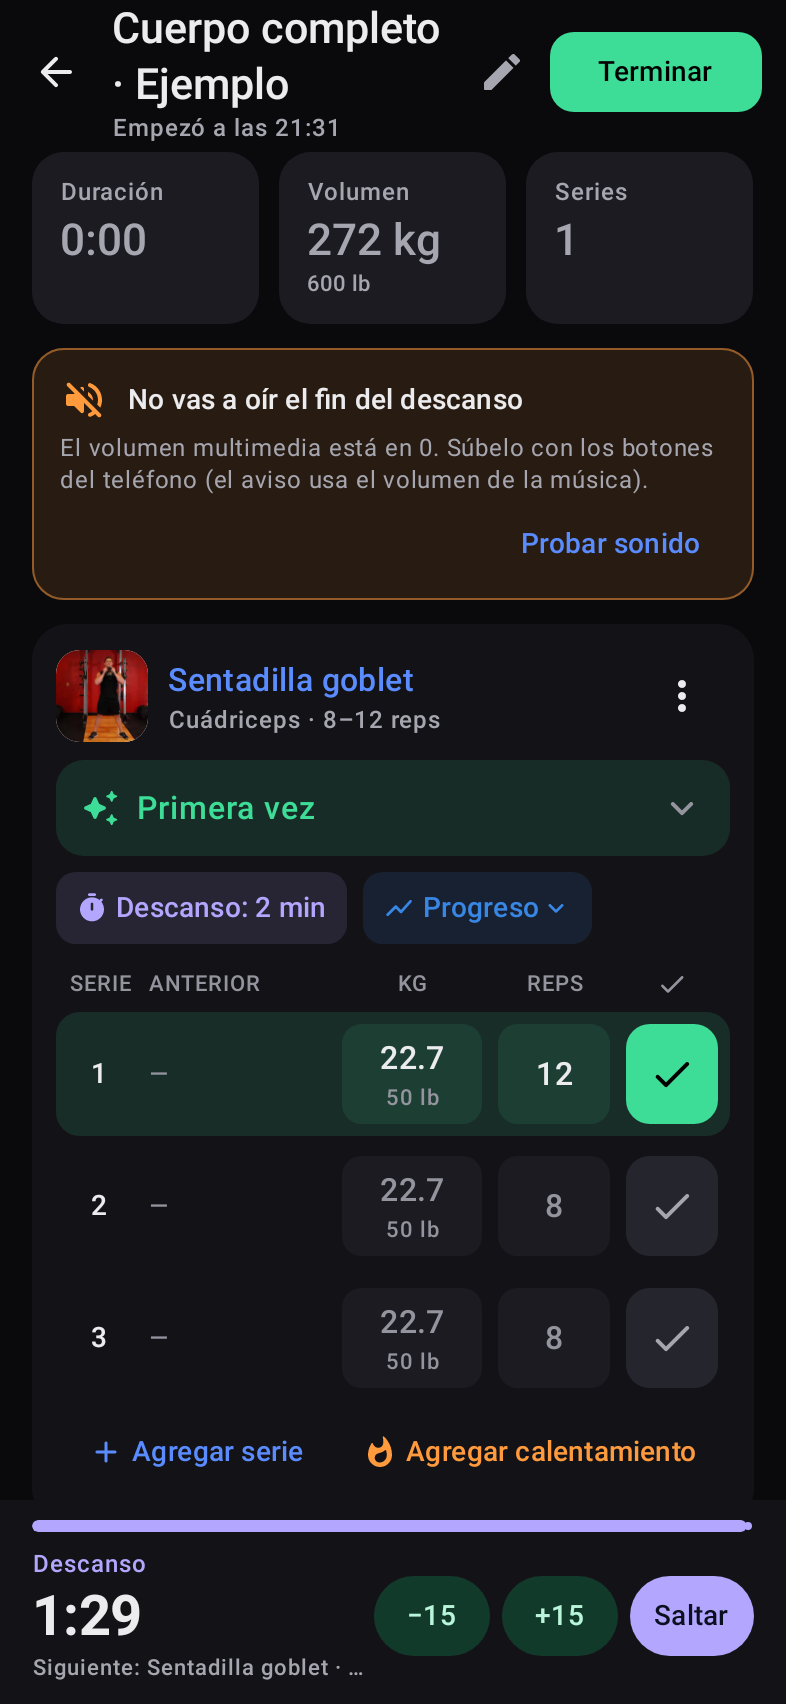 Cuerpo completo
· Ejemplo
Empezó a las 21:31
Terminar
Duración
0:00
Volumen
272 kg
600 lb
Series
1
No vas a oír el fin del descanso
El volumen multimedia está en 0. Súbelo con los botones
del teléfono (el aviso usa el volumen de la música).
Probar sonido
Sentadilla goblet
Cuádriceps · 8–12 reps
Primera vez
Descanso: 2 min
Progreso
SERIE ANTERIOR KG REPS ✓
1 – 22.7 12
50 lb
2 – 22.7 8
50 lb
3 – 22.7 8
50 lb
+ Agregar serie
Agregar calentamiento
Descanso
1:29
−15
+15
Saltar
Siguiente: Sentadilla goblet · …